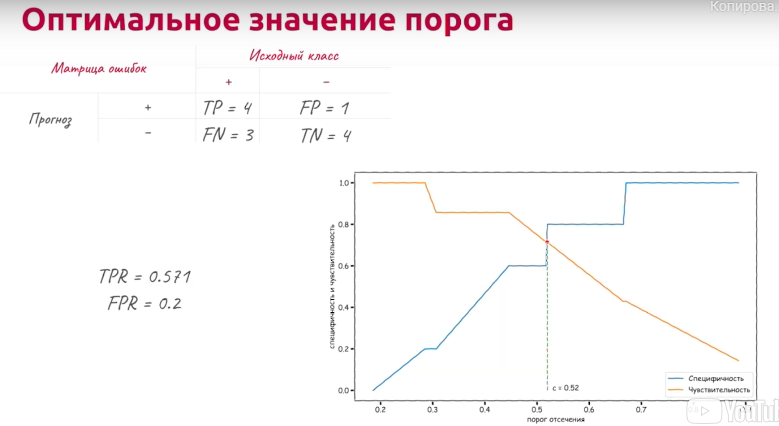 Копирова
Оптимальное значение порога
Матрица ошибок
Исходный класс
+ −
Прогноз
+ TP = 4 FP = 1
− FN = 3 TN = 4
TPR = 0.571
FPR = 0.2
специфичность и чувствительность
1.0
0.8
0.6
0.4
0.2
0.0
c = 0.52
Специфичность
Чувствительность
0.2 0.3 0.4 0.5 0.6 0.7
порог отсечения
YouTu